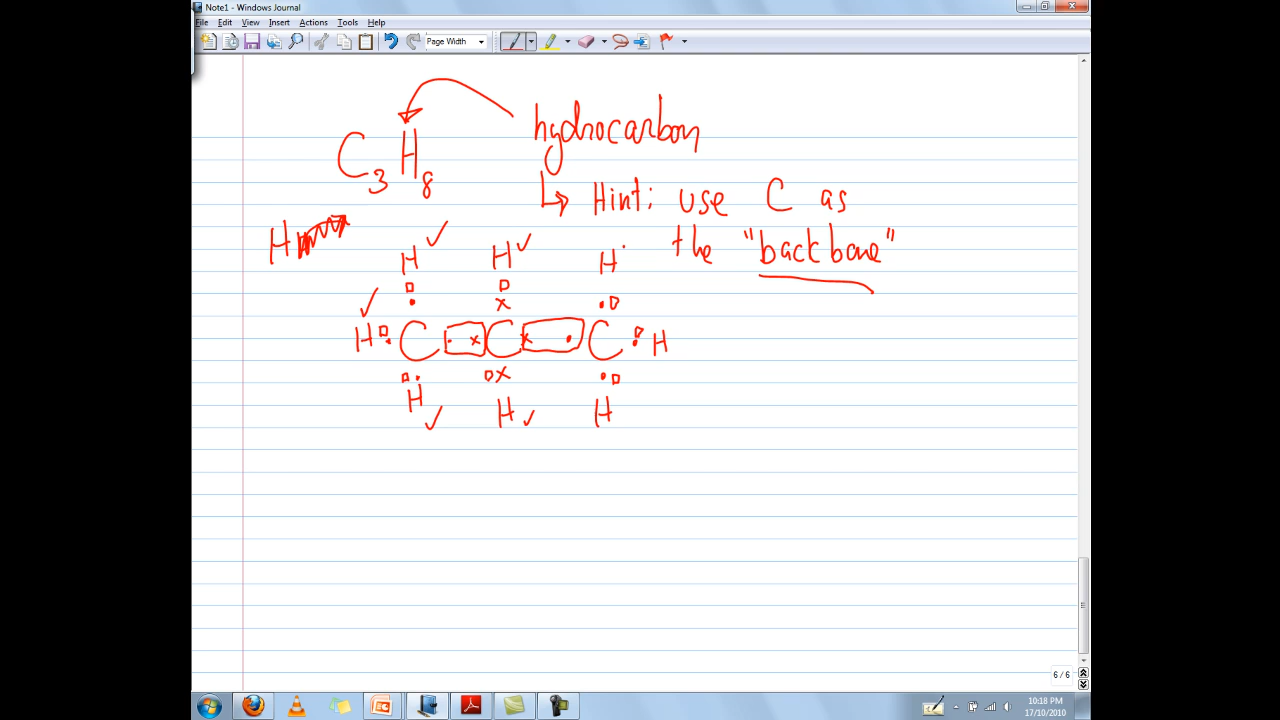 Note1 - Windows Journal
File Edit View Insert Actions Tools Help
Page Width
C3H8
hydrocarbon
Hint: use C as
the "backbone"
H
H H H
H C x x C x x C H
H H H
6 / 6
10:18 PM
17/10/2010